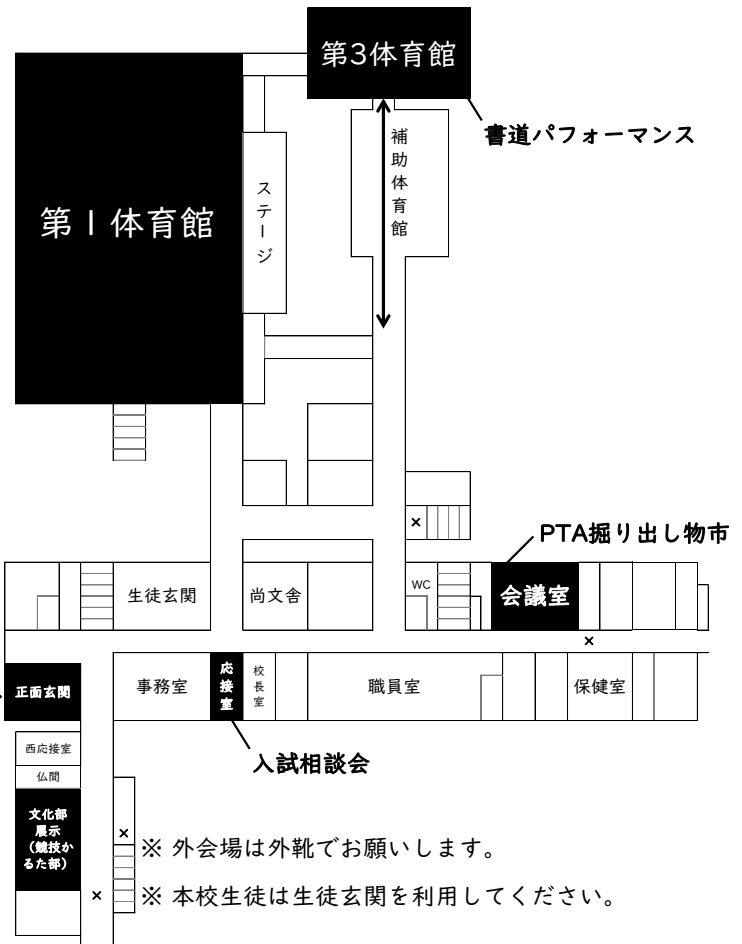 第3体育館
書道パフォーマンス
補助体育館
ステージ
第1体育館
PTA掘り出し物市
生徒玄関
尚文舎
WC
会議室
正面玄関
事務室
応接室
校長室
職員室
保健室
入試相談会
西応接室
仏間
文化部
展示
(競技か
るた部)
※ 外会場は外靴でお願いします。
※ 本校生徒は生徒玄関を利用してください。